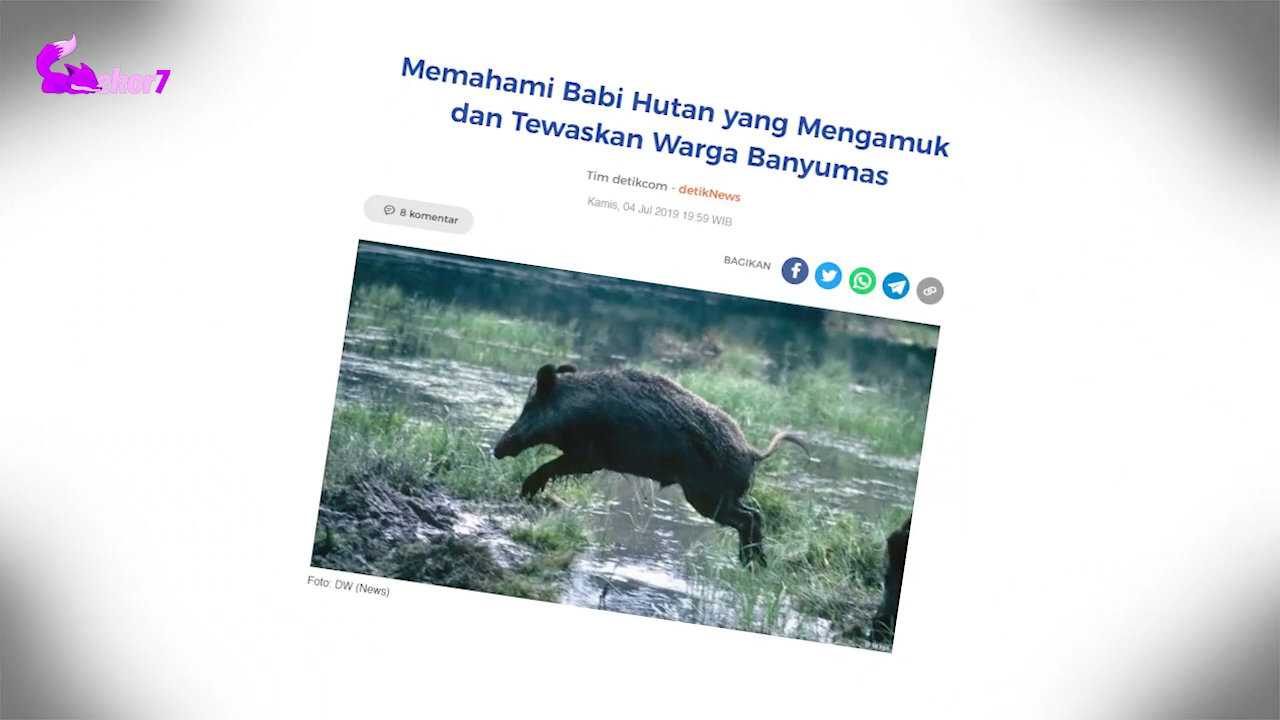 ekor7
Memahami Babi Hutan yang Mengamuk
dan Tewaskan Warga Banyumas
Tim detikcom - detikNews
Kamis, 04 Jul 2019 19:59 WIB
8 komentar
BAGIKAN
Foto: DW (News)